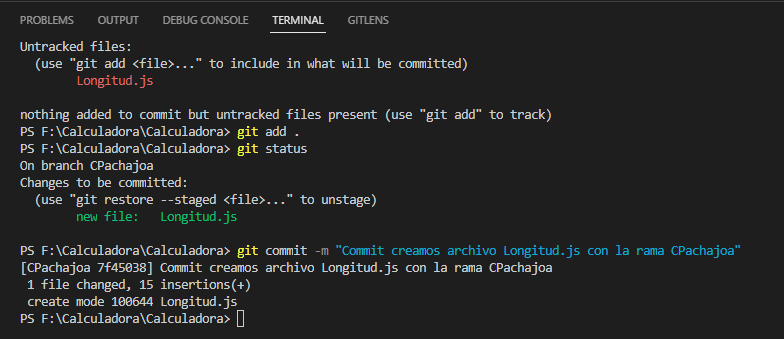 PROBLEMS OUTPUT DEBUG CONSOLE TERMINAL GITLENS
Untracked files:
  (use "git add <file>..." to include in what will be committed)
        Longitud.js

nothing added to commit but untracked files present (use "git add" to track)
PS F:\Calculadora\Calculadora> git add .
PS F:\Calculadora\Calculadora> git status
On branch CPachajoa
Changes to be committed:
  (use "git restore --staged <file>..." to unstage)
        new file:   Longitud.js

PS F:\Calculadora\Calculadora> git commit -m "Commit creamos archivo Longitud.js con la rama CPachajoa"
[CPachajoa 7f45038] Commit creamos archivo Longitud.js con la rama CPachajoa
 1 file changed, 15 insertions(+)
 create mode 100644 Longitud.js
PS F:\Calculadora\Calculadora>